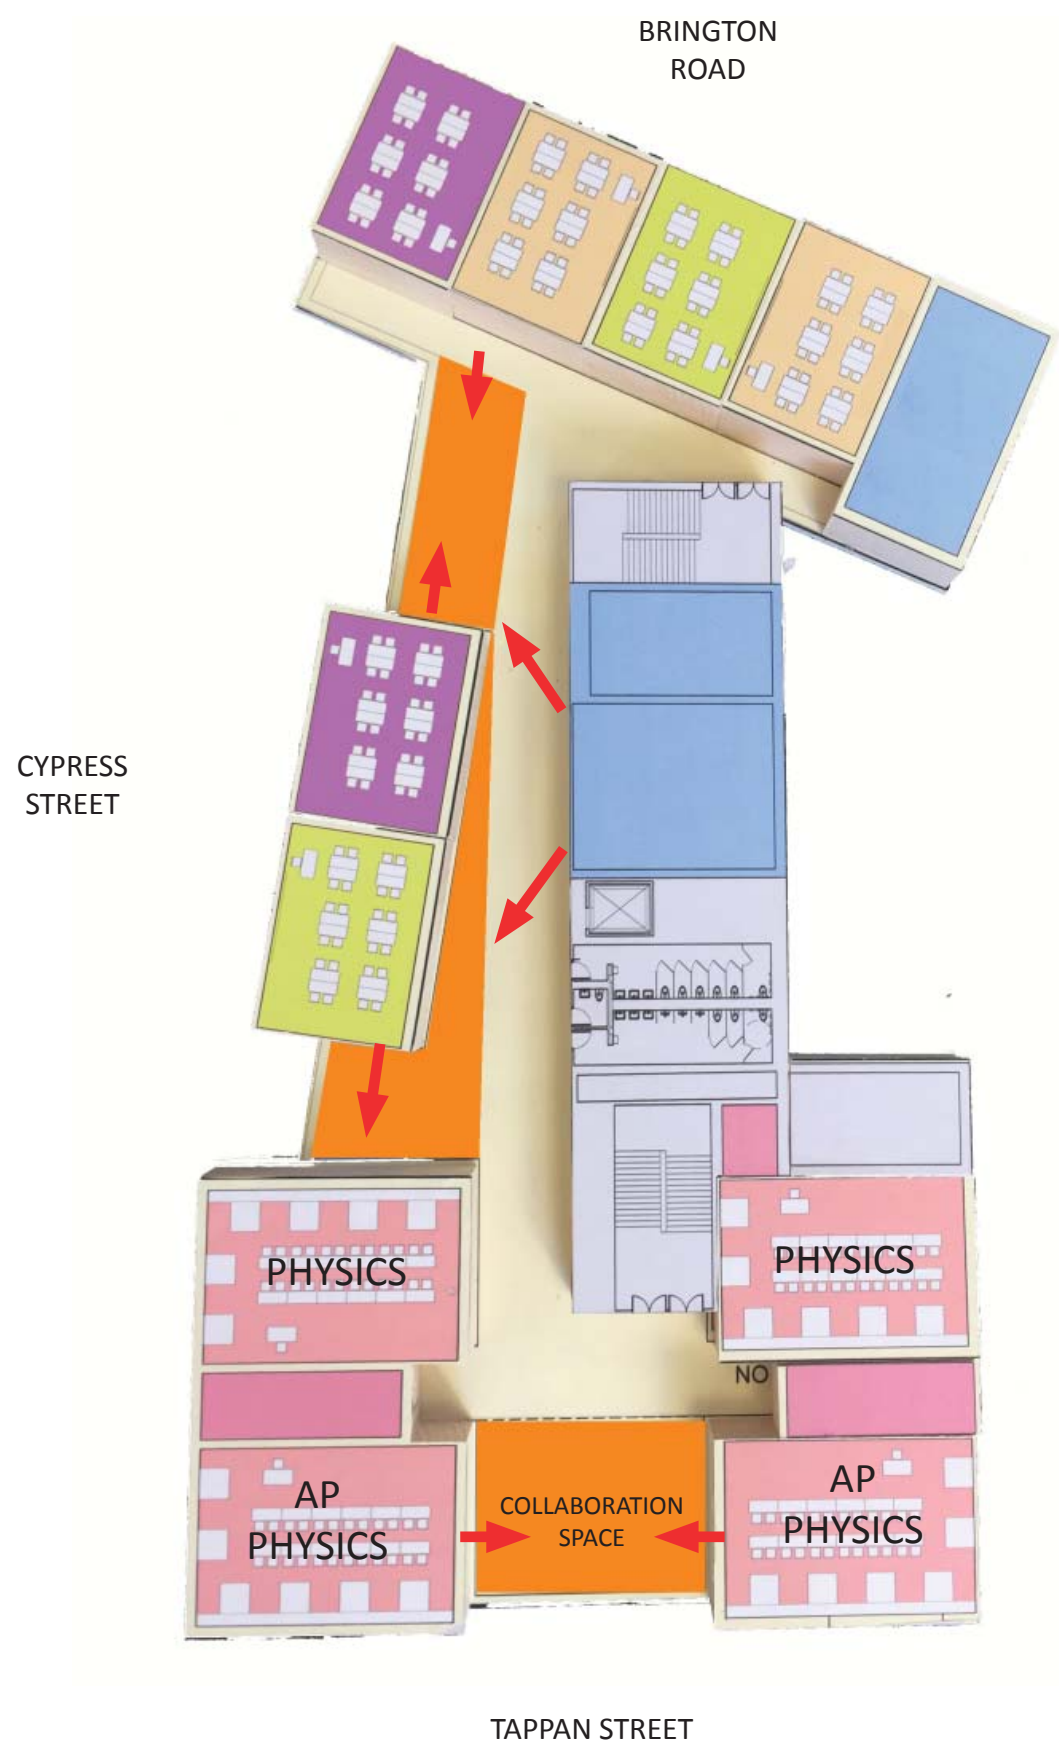 BRINGTON
ROAD
CYPRESS
STREET
PHYSICS
PHYSICS
NO
AP
PHYSICS
COLLABORATION
SPACE
AP
PHYSICS
TAPPAN STREET